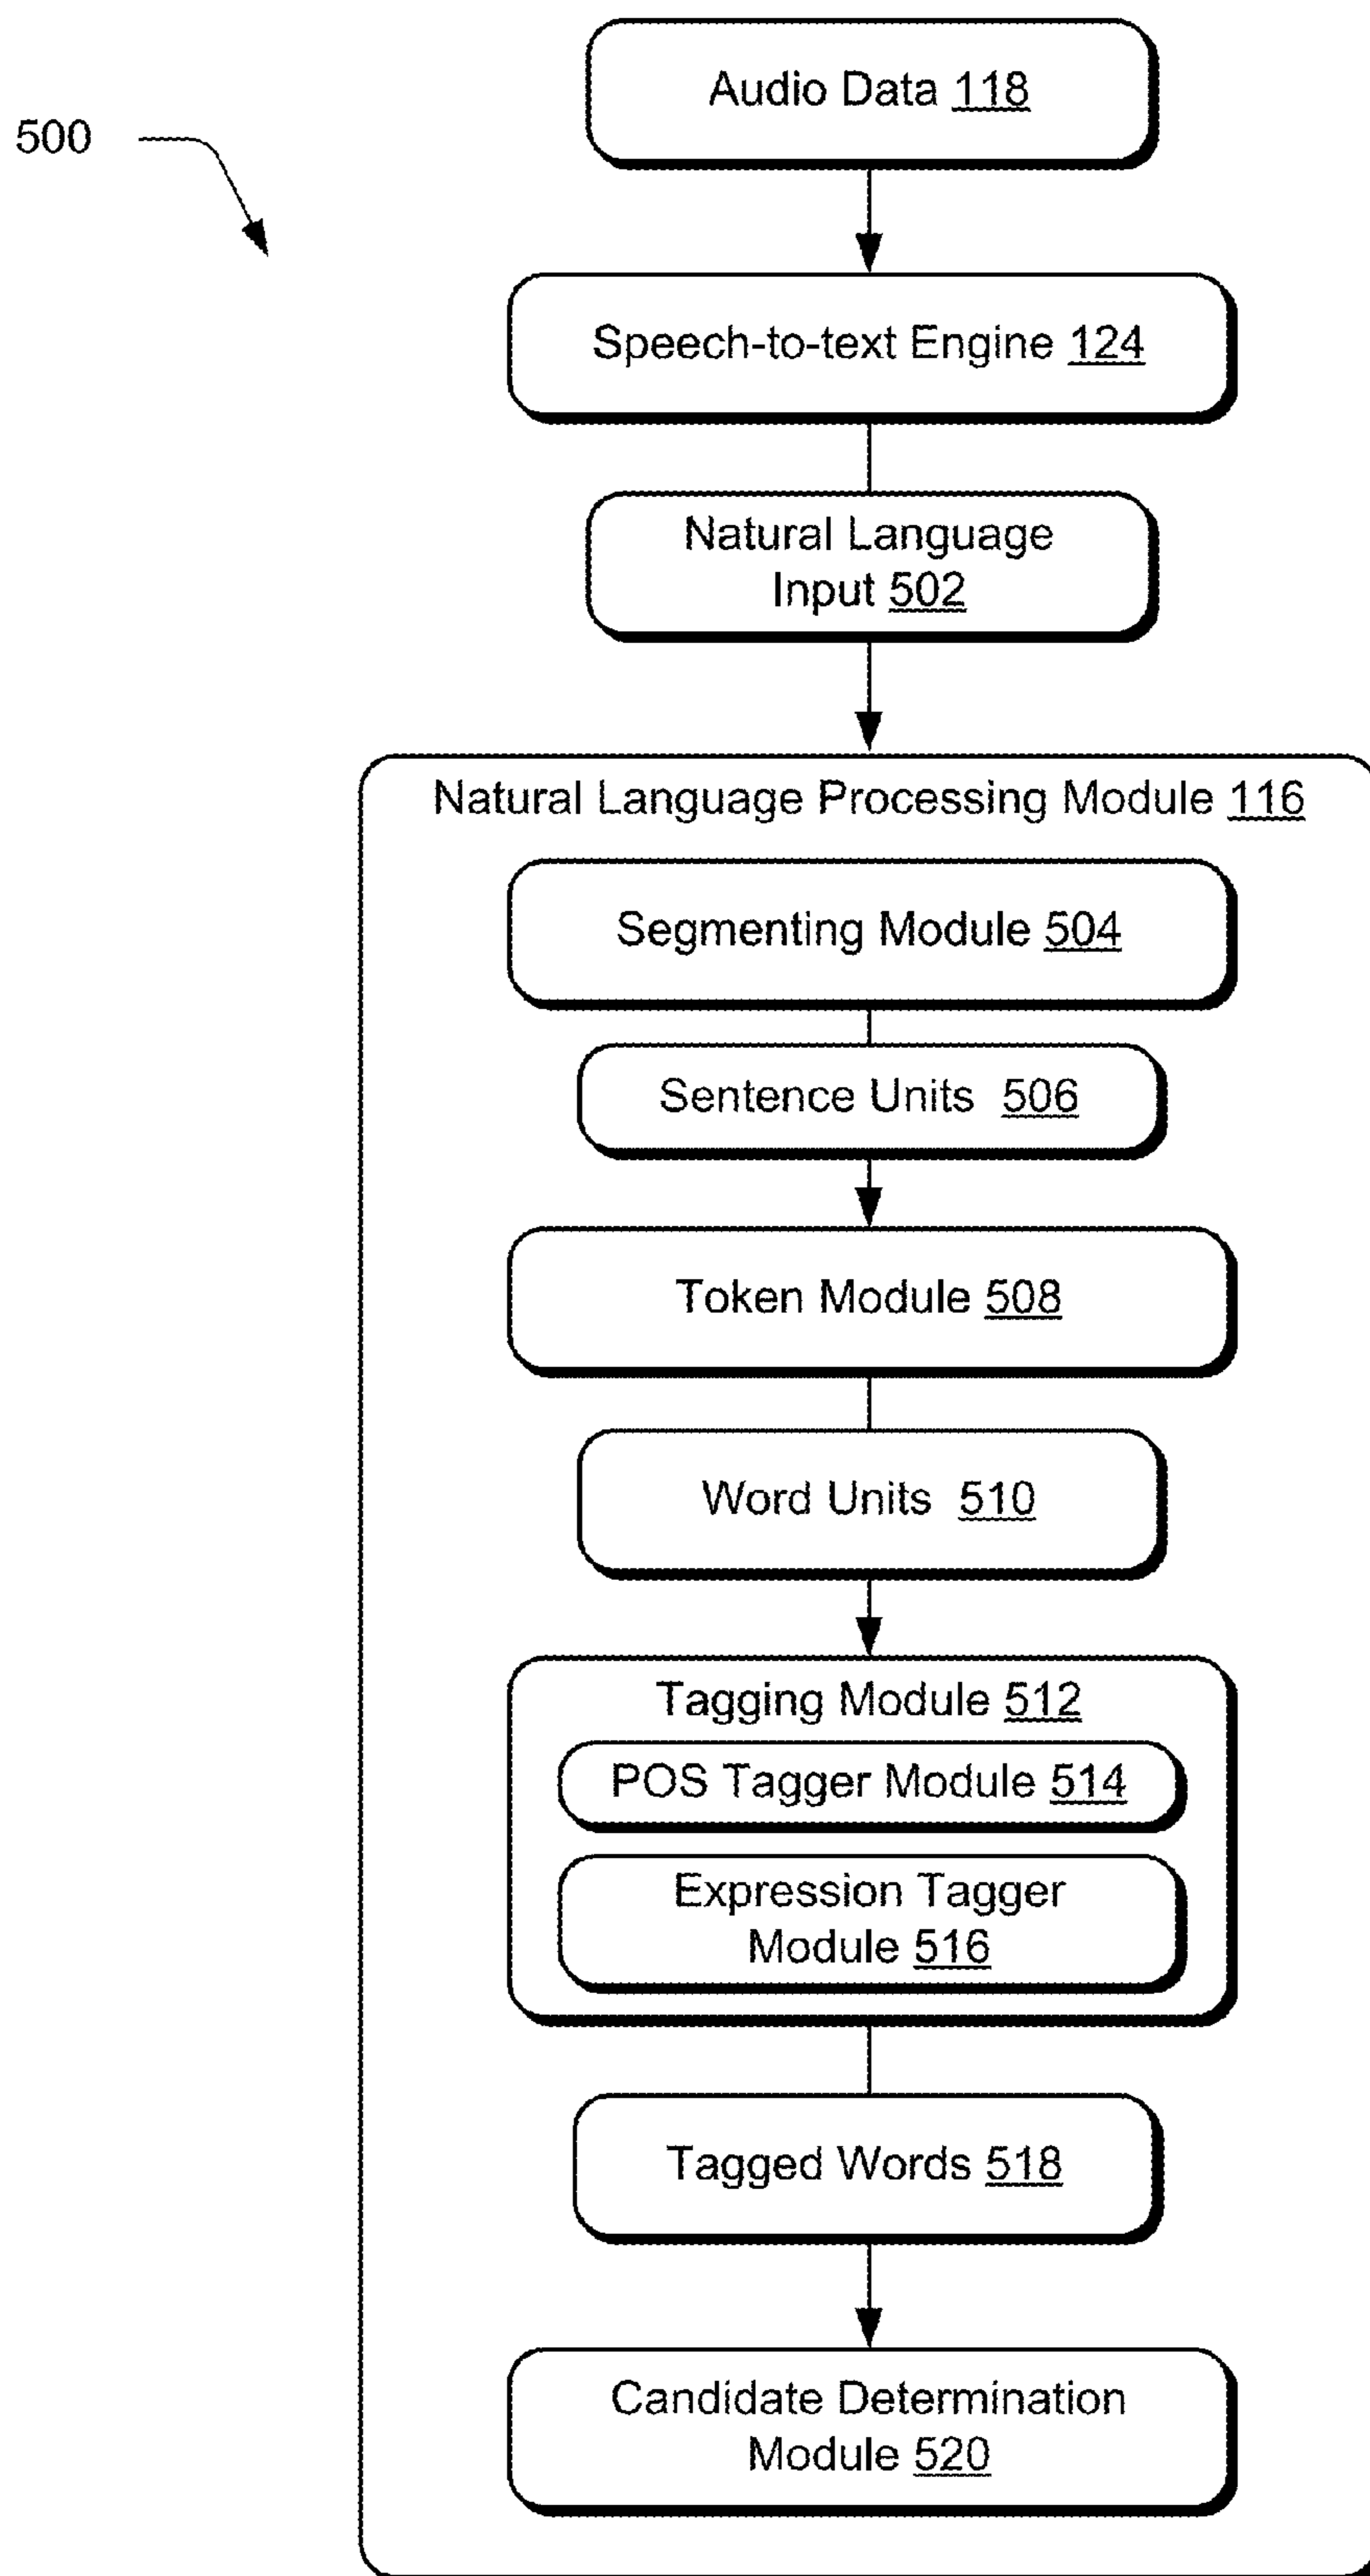 Audio Data 118
500
Speech-to-text Engine 124
Natural Language
Input 502
Natural Language Processing Module 116
Segmenting Module 504
Sentence Units 506
Token Module 508
Word Units 510
Tagging Module 512
POS Tagger Module 514
Expression Tagger
Module 516
Tagged Words 518
Candidate Determination
Module 520